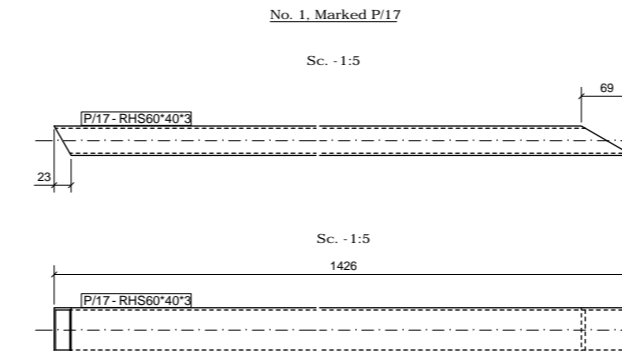 No. 1, Marked P/17
Sc. -1:5
69
P/17 - RHS60*40*3
23
Sc. -1:5
1426
P/17 - RHS60*40*3